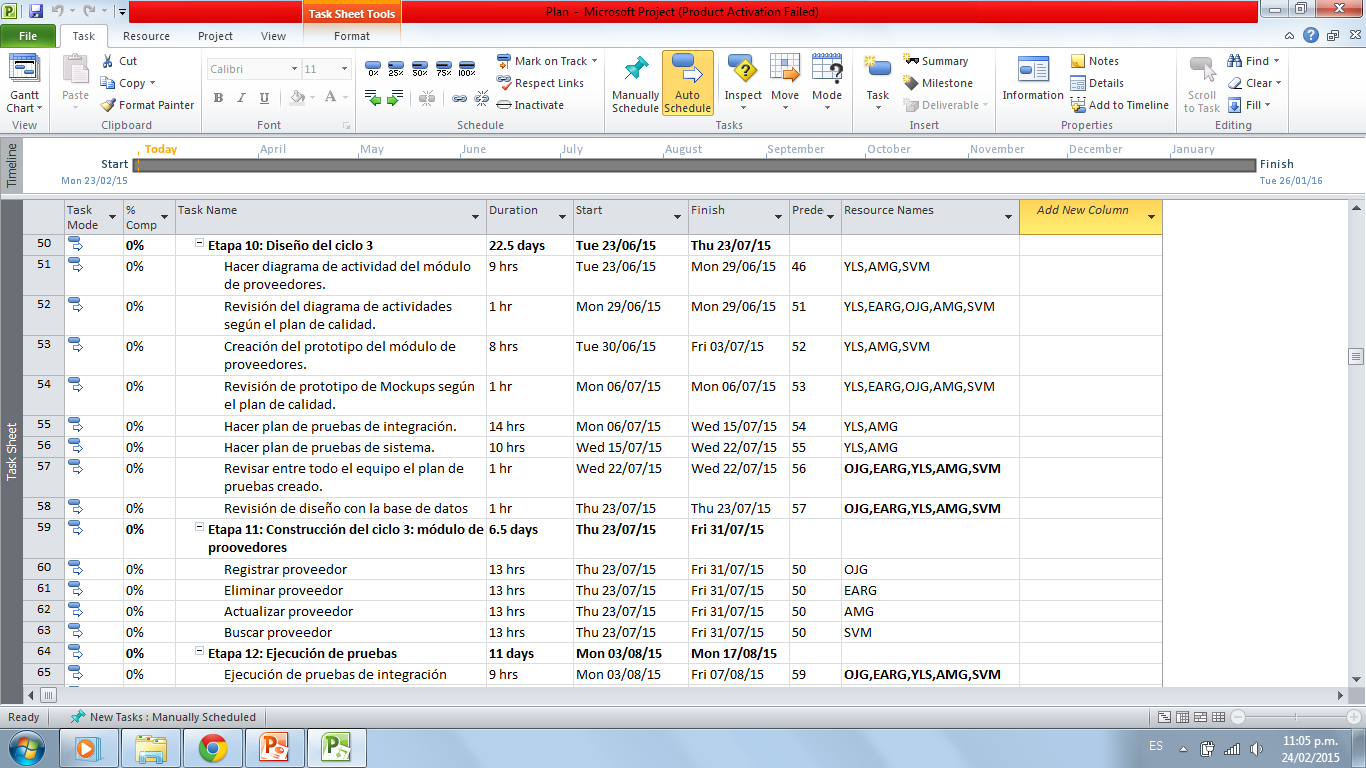 Task Sheet Tools
Plan - Microsoft Project (Product Activation Failed)
File Task Resource Project View Format
Gantt Chart
View
Paste
Cut
Copy
Format Painter
Clipboard
Calibri 11
B I U A
Font
0% 25% 50% 75% 100%
Mark on Track
Respect Links
Inactivate
Schedule
Manually Schedule
Auto Schedule
Inspect
Move
Mode
Tasks
Task
Summary
Milestone
Deliverable
Insert
Information
Notes
Details
Add to Timeline
Properties
Scroll to Task
Find
Clear
Fill
Editing
Timeline
Today April May June July August September October November December January
Start
Mon 23/02/15
Finish
Tue 26/01/16
Task Sheet
Task Mode % Comp Task Name Duration Start Finish Prede Resource Names Add New Column
50 0% Etapa 10: Diseño del ciclo 3 22.5 days Tue 23/06/15 Thu 23/07/15
51 0% Hacer diagrama de actividad del módulo 9 hrs Tue 23/06/15 Mon 29/06/15 46 YLS,AMG,SVM
de proveedores.
52 0% Revisión del diagrama de actividades 1 hr Mon 29/06/15 Mon 29/06/15 51 YLS,EARG,OJG,AMG,SVM
según el plan de calidad.
53 0% Creación del prototipo del módulo de 8 hrs Tue 30/06/15 Fri 03/07/15 52 YLS,AMG,SVM
proveedores.
54 0% Revisión de prototipo de Mockups según 1 hr Mon 06/07/15 Mon 06/07/15 53 YLS,EARG,OJG,AMG,SVM
el plan de calidad.
55 0% Hacer plan de pruebas de integración. 14 hrs Mon 06/07/15 Wed 15/07/15 54 YLS,AMG
56 0% Hacer plan de pruebas de sistema. 10 hrs Wed 15/07/15 Wed 22/07/15 55 YLS,AMG
57 0% Revisar entre todo el equipo el plan de 1 hr Wed 22/07/15 Wed 22/07/15 56 OJG,EARG,YLS,AMG,SVM
pruebas creado.
58 0% Revisión de diseño con la base de datos 1 hr Thu 23/07/15 Thu 23/07/15 57 OJG,EARG,YLS,AMG,SVM
59 0% Etapa 11: Construcción del ciclo 3: módulo de 6.5 days Thu 23/07/15 Fri 31/07/15
proovedores
60 0% Registrar proveedor 13 hrs Thu 23/07/15 Fri 31/07/15 50 OJG
61 0% Eliminar proveedor 13 hrs Thu 23/07/15 Fri 31/07/15 50 EARG
62 0% Actualizar proveedor 13 hrs Thu 23/07/15 Fri 31/07/15 50 AMG
63 0% Buscar proveedor 13 hrs Thu 23/07/15 Fri 31/07/15 50 SVM
64 0% Etapa 12: Ejecución de pruebas 11 days Mon 03/08/15 Mon 17/08/15
65 0% Ejecución de pruebas de integración 9 hrs Mon 03/08/15 Fri 07/08/15 59 OJG,EARG,YLS,AMG,SVM
Ready New Tasks : Manually Scheduled
ES 11:05 p.m.
24/02/2015